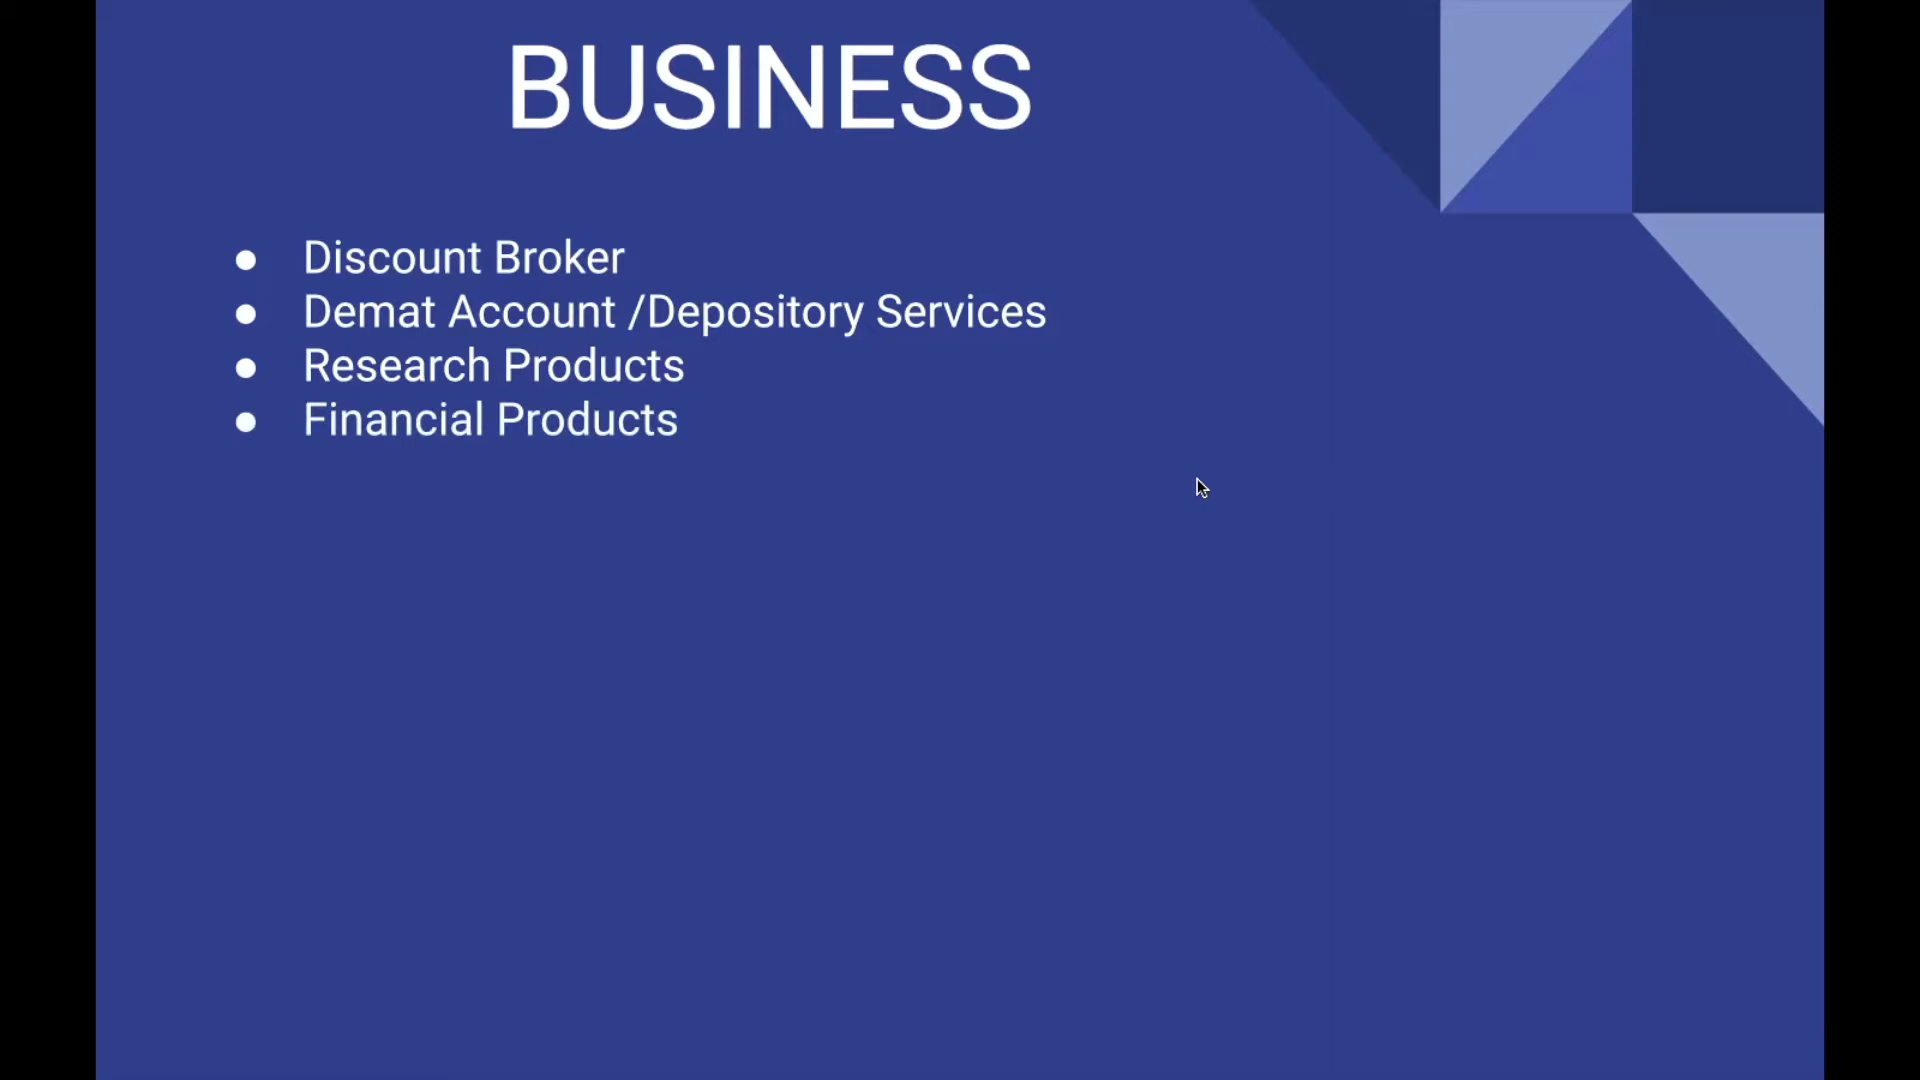 BUSINESS
● Discount Broker
● Demat Account /Depository Services
● Research Products
● Financial Products